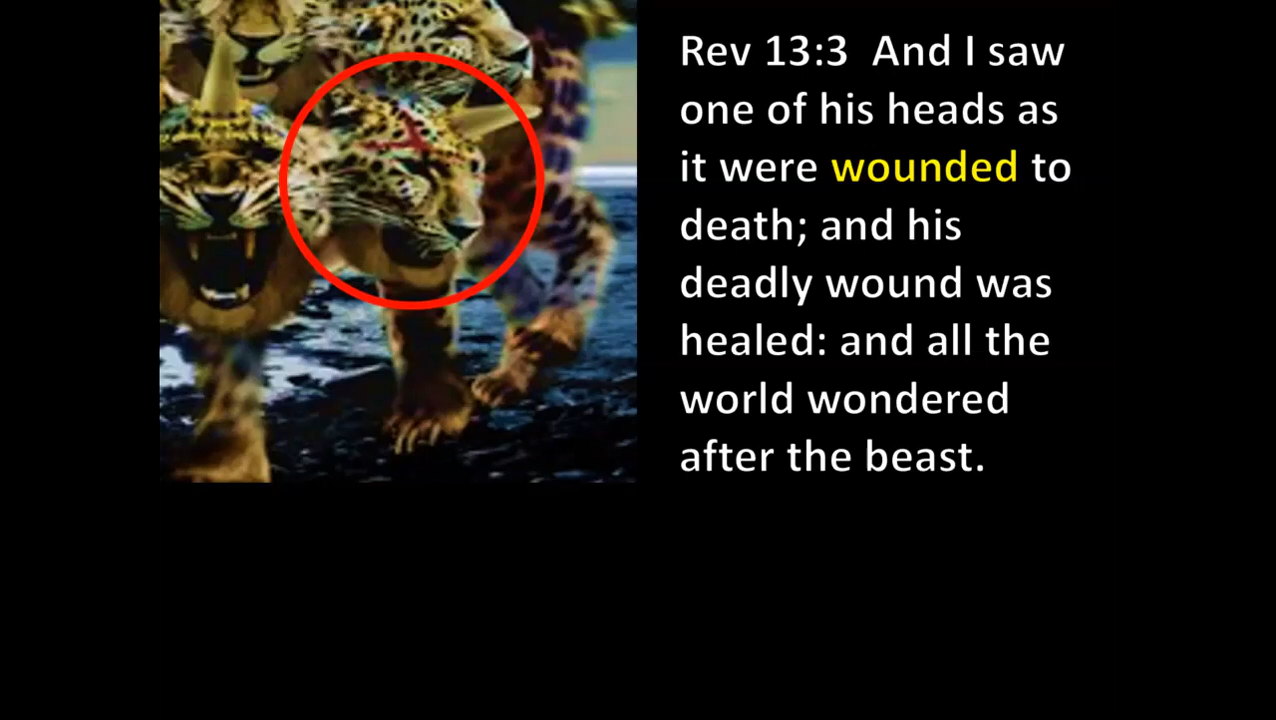 Rev 13:3  And I saw
one of his heads as
it were wounded to
death; and his
deadly wound was
healed: and all the
world wondered
after the beast.